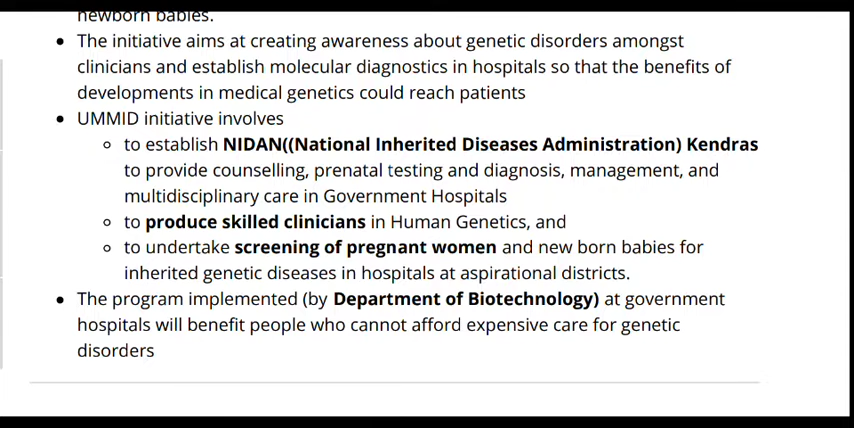 newborn babies.
• The initiative aims at creating awareness about genetic disorders amongst
clinicians and establish molecular diagnostics in hospitals so that the benefits of
developments in medical genetics could reach patients
• UMMID initiative involves
◦ to establish NIDAN((National Inherited Diseases Administration) Kendras
to provide counselling, prenatal testing and diagnosis, management, and
multidisciplinary care in Government Hospitals
◦ to produce skilled clinicians in Human Genetics, and
◦ to undertake screening of pregnant women and new born babies for
inherited genetic diseases in hospitals at aspirational districts.
• The program implemented (by Department of Biotechnology) at government
hospitals will benefit people who cannot afford expensive care for genetic
disorders